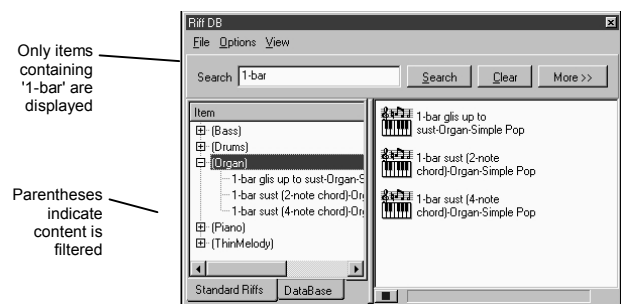 Riff DB
File Options View
Only items
containing
'1-bar' are
displayed
Search 1-bar Search Clear More >>
Item
(Bass)
(Drums)
(Organ)
1-bar glis up to sust-Organ-S
1-bar sust (2-note chord)-Org
1-bar sust (4-note chord)-Org
(Piano)
(ThinMelody)
Parentheses
indicate
content is
filtered
Standard Riffs DataBase
1-bar glis up to
sust-Organ-Simple Pop
1-bar sust (2-note
chord)-Organ-Simple Pop
1-bar sust (4-note
chord)-Organ-Simple Pop